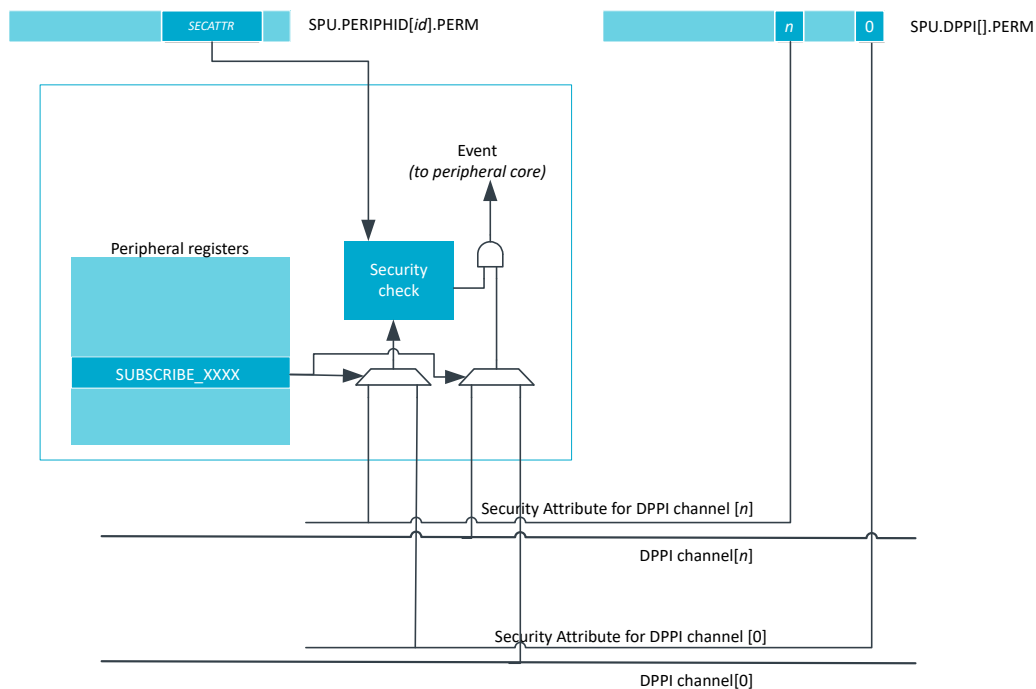 SECATTR
SPU.PERIPHID[id].PERM
n
0
SPU.DPPI[].PERM
Event
(to peripheral core)
Peripheral registers
Security
check
SUBSCRIBE_XXXX
Security Attribute for DPPI channel [n]
DPPI channel[n]
Security Attribute for DPPI channel [0]
DPPI channel[0]